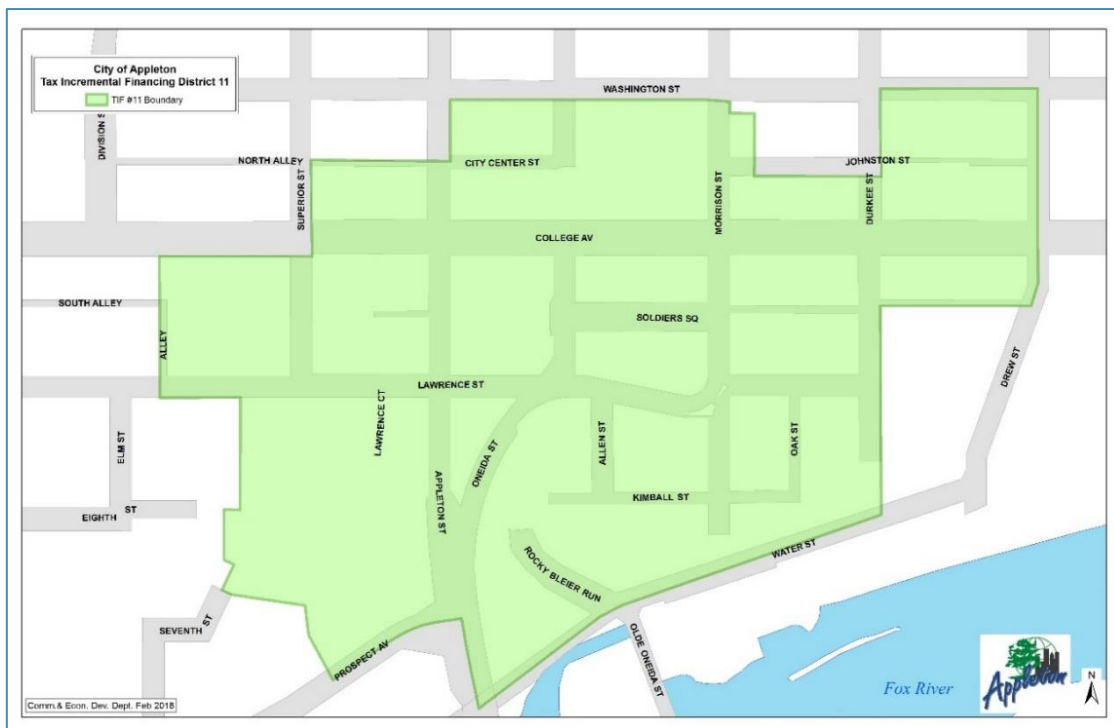 City of Appleton
Tax Incremental Financing District 11
TIF #11 Boundary
WASHINGTON ST
DIVISION S
NORTH ALLEY
CITY CENTER ST
JOHNSTON ST
SUPERIOR ST
MORRISON ST
DURKEE ST
COLLEGE AV
SOUTH ALLEY
SOLDIERS SQ
ALLEY
DREW ST
LAWRENCE ST
LAWRENCE CT
ELM ST
ONEIDA ST
ALLEN ST
OAK ST
APPLETON ST
KIMBALL ST
EIGHTH ST
WATER ST
ROCKY BLEIER RUN
SEVENTH ST
PROSPECT AV
OLDE ONEIDA ST
Fox River
Appleton
N
Comm.& Econ. Dev. Dept. Feb 2018